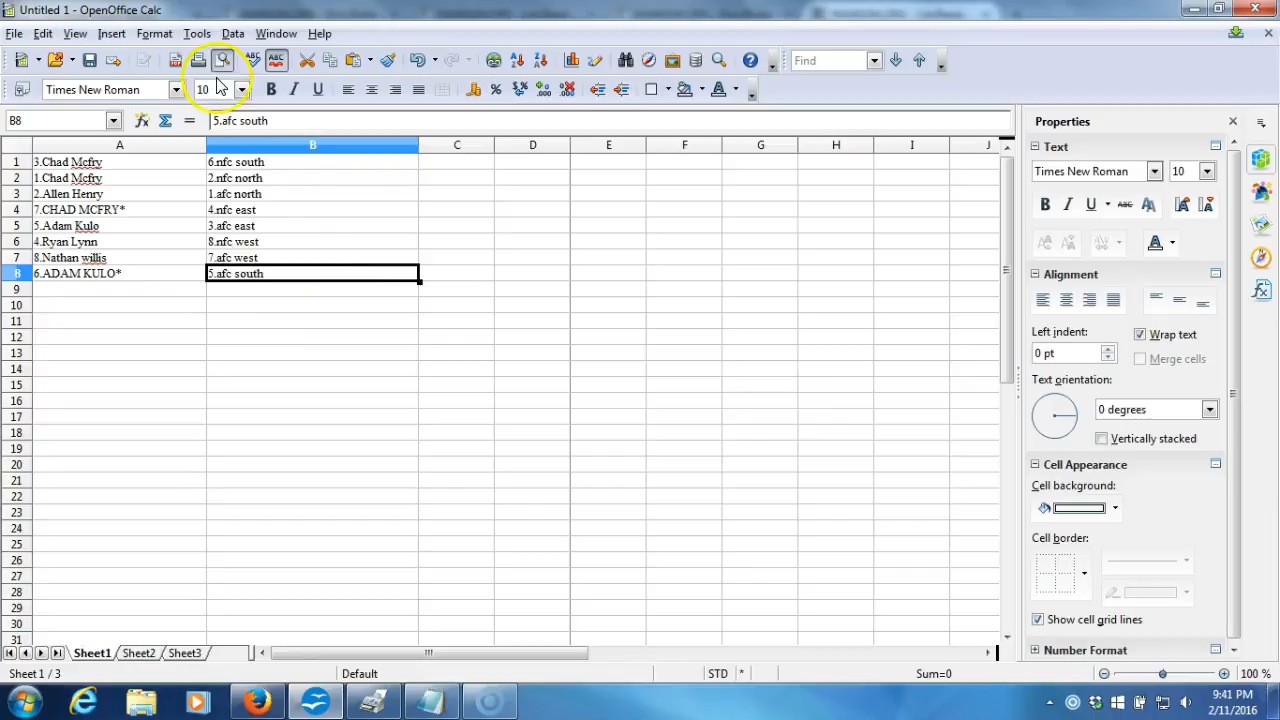 Untitled 1 - OpenOffice Calc
File Edit View Insert Format Tools Data Window Help
Find
Times New Roman 10
B8 5.afc south
A B C D E F G H I J
1 3.Chad Mcfry 6.nfc south
2 1.Chad Mcfry 2.nfc north
3 2.Allen Henry 1.afc north
4 7.CHAD MCFRY* 4.nfc east
5 5.Adam Kulo 3.afc east
6 4.Ryan Lynn 8.nfc west
7 8.Nathan willis 7.afc west
8 6.ADAM KULO* 5.afc south
9
10
11
12
13
14
15
16
17
18
19
20
21
22
23
24
25
26
27
28
29
30
31
Properties
Text
Times New Roman 10
Alignment
Left indent:
Wrap text
0 pt
Merge cells
Text orientation:
0 degrees
Vertically stacked
Cell Appearance
Cell background:
Cell border:
Show cell grid lines
Number Format
Sheet1 Sheet2 Sheet3
Sheet 1 / 3 Default STD * Sum=0 100 %
9:41 PM
2/11/2016